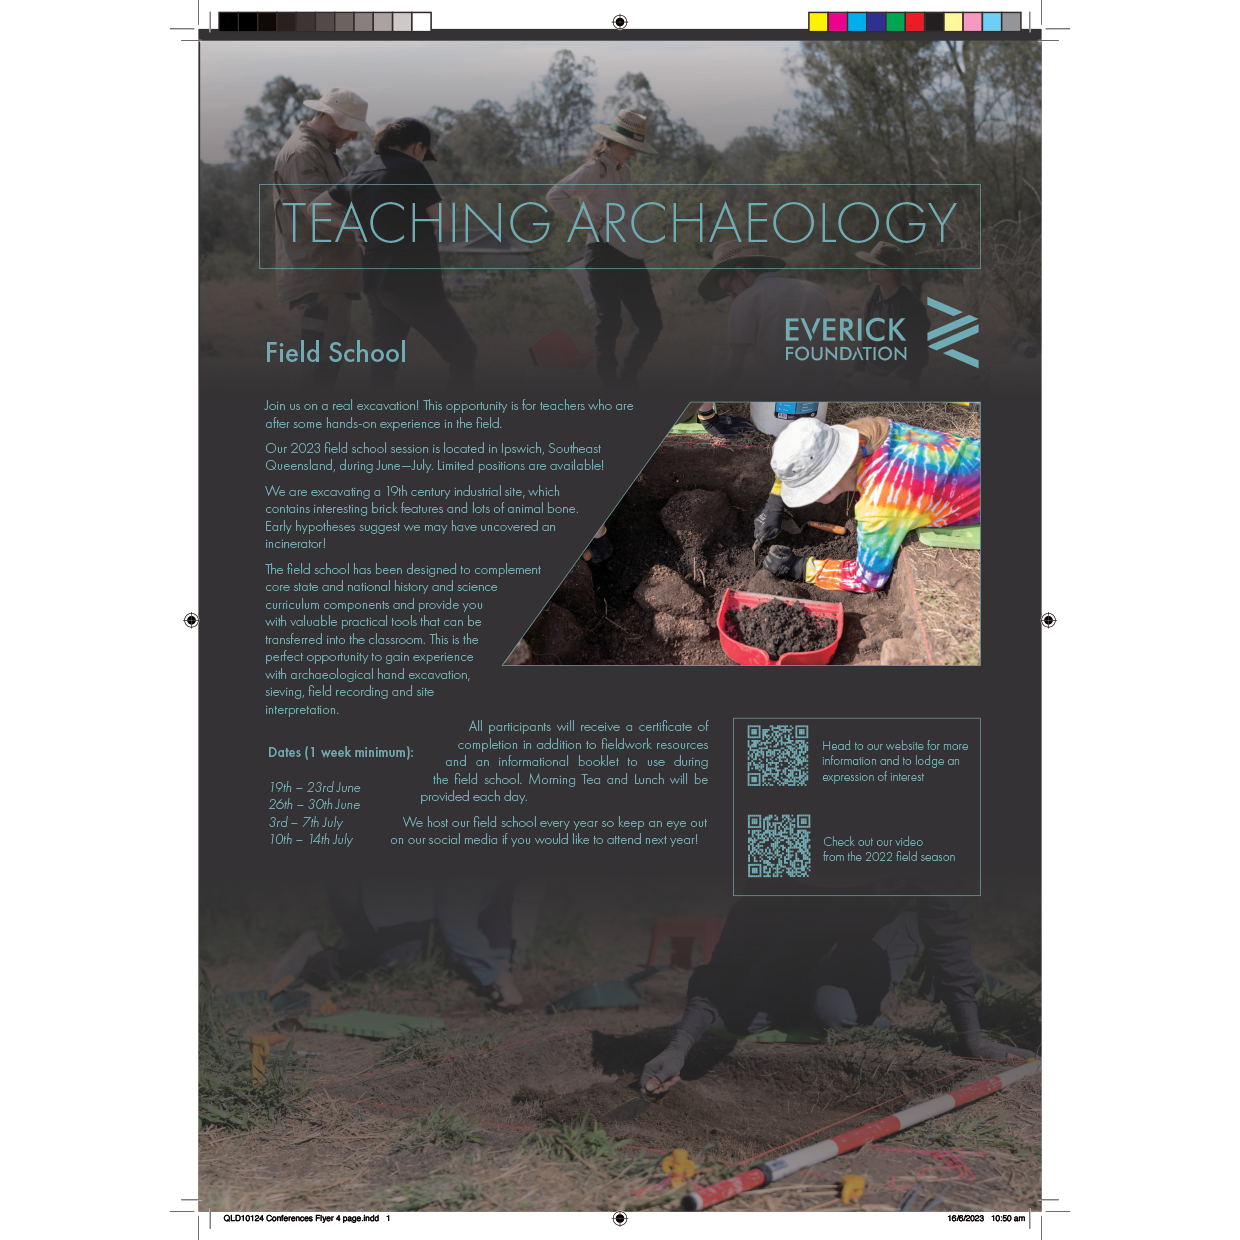 TEACHING ARCHAEOLOGY
EVERICK
FOUNDATION
Field School
Join us on a real excavation! This opportunity is for teachers who are
after some hands-on experience in the field.
Our 2023 field school session is located in Ipswich, Southeast
Queensland, during June—July. Limited positions are available!
We are excavating a 19th century industrial site, which
contains interesting brick features and lots of animal bone.
Early hypotheses suggest we may have uncovered an
incinerator!
The field school has been designed to complement
core state and national history and science
curriculum components and provide you
with valuable practical tools that can be
transferred into the classroom. This is the
perfect opportunity to gain experience
with archaeological hand excavation,
sieving, field recording and site
interpretation.
Dates (1 week minimum):
19th – 23rd June
26th – 30th June
3rd – 7th July
10th – 14th July
All participants will receive a certificate of
completion in addition to fieldwork resources
and an informational booklet to use during
the field school. Morning Tea and Lunch will be
provided each day.
We host our field school every year so keep an eye out
on our social media if you would like to attend next year!
Head to our website for more
information and to lodge an
expression of interest
Check out our video
from the 2022 field season
QLD10124 Conferences Flyer 4 page.indd 1
16/6/2023 10:50 am